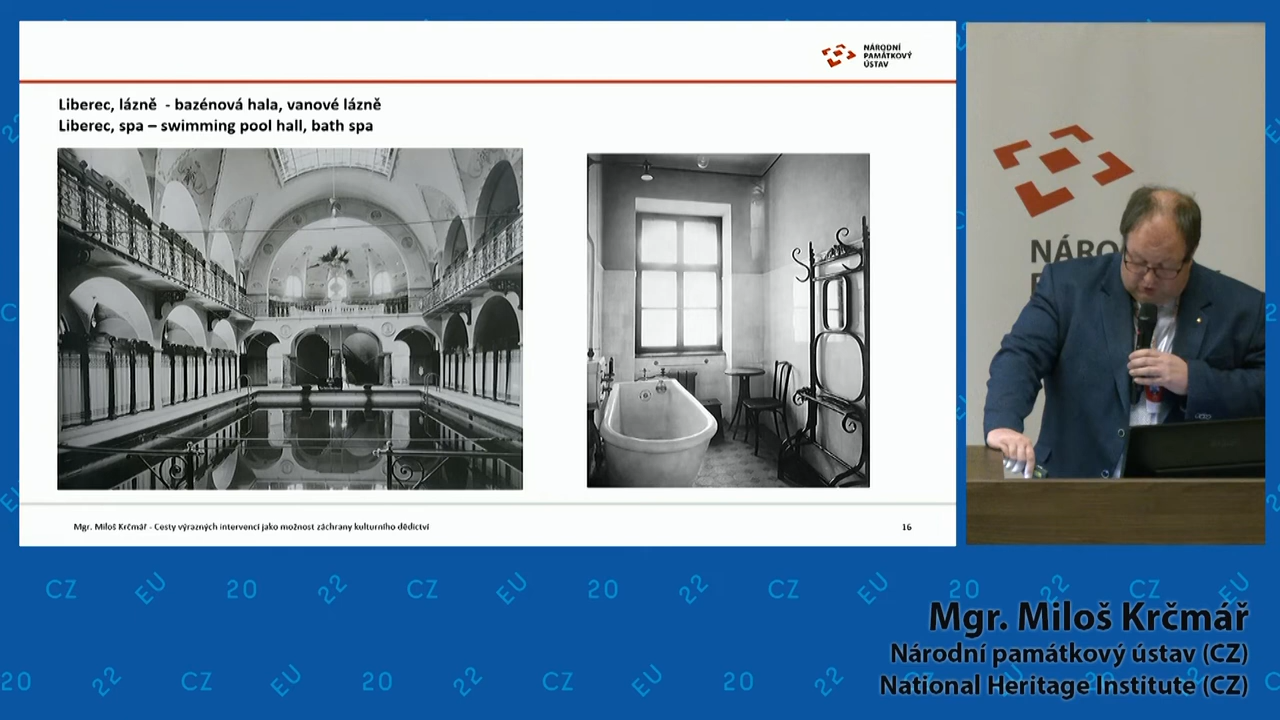 NÁRODNÍ
PAMÁTKOVÝ
ÚSTAV
Liberec, lázně - bazénová hala, vanové lázně
Liberec, spa – swimming pool hall, bath spa
Mgr. Miloš Krčmář - Cesty výrazných intervencí jako možnost záchrany kulturního dědictví
16
NÁRO
CZ EU 20 22 CZ EU 20 22 CZ EU 20 22 CZ EU
Mgr. Miloš Krčmář
Národní památkový ústav (CZ)
National Heritage Institute (CZ)
20 22 CZ EU 20 22 CZ EU 20 22 CZ EU